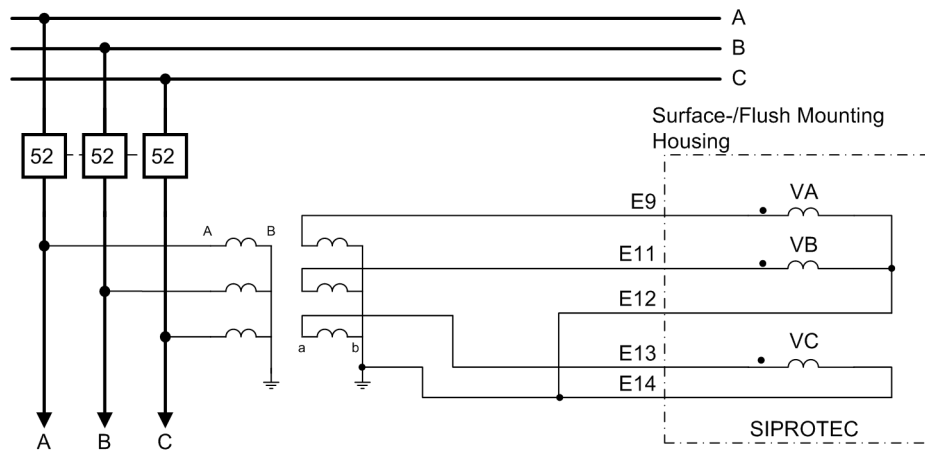 A
B
C
Surface-/Flush Mounting
Housing
52
52
52
E9
VA
A
B
E11
VB
E12
E13
VC
a
b
E14
A
B
C
SIPROTEC